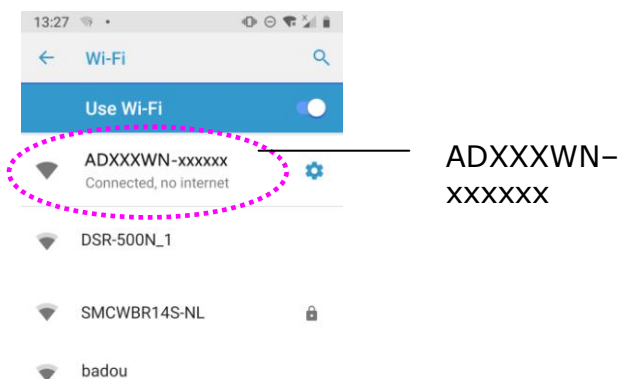 13:27
Wi-Fi
Use Wi-Fi
ADXXXWN-xxxxxx
Connected, no internet
DSR-500N_1
SMCWBR14S-NL
badou
ADXXXWN–
xxxxxx